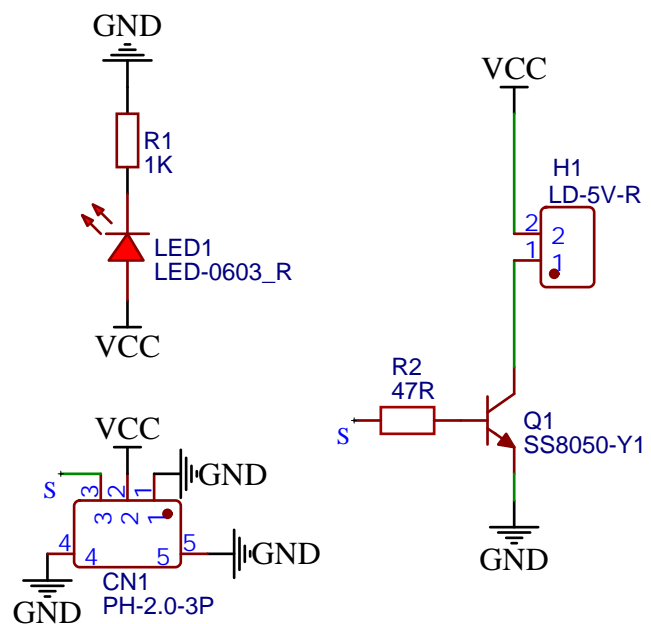 GND
R1
1K
LED1
LED-0603_R
VCC
VCC
H1
LD-5V-R
2
2
1
1
R2
47R
S
Q1
SS8050-Y1
GND
VCC
S
3
2
1
GND
3
2
1
4
4
5
5
GND
GND
CN1
PH-2.0-3P